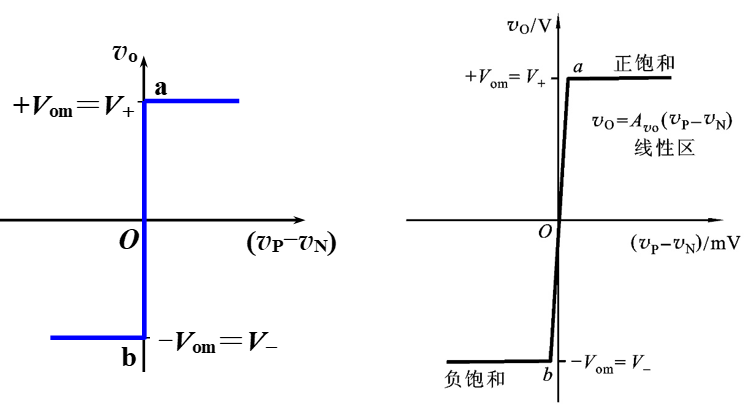 vo
a
+Vom=V+
O
(vP−vN)
b
−Vom=V−
vO/V
a
正饱和
+Vom=V+
vO=Avo(vP−vN)
线性区
O
(vP−vN)/mV
负饱和
b
−Vom=V−